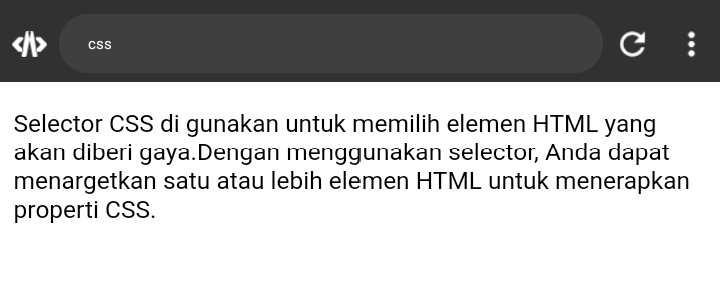 css
Selector CSS di gunakan untuk memilih elemen HTML yang
akan diberi gaya.Dengan menggunakan selector, Anda dapat
menargetkan satu atau lebih elemen HTML untuk menerapkan
properti CSS.